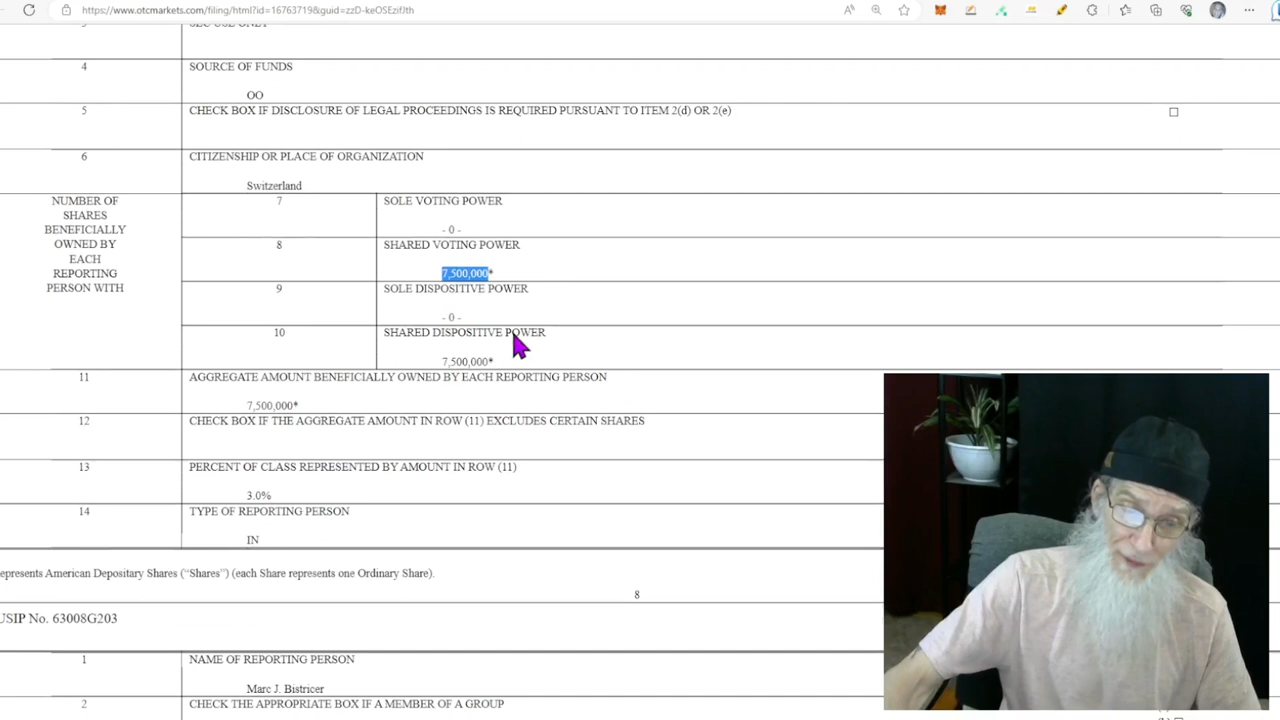 https://www.otcmarkets.com/filing/html?id=16763719&guid=zzD-keOSEzifJth
SEC USE ONLY
4
SOURCE OF FUNDS
OO
5
CHECK BOX IF DISCLOSURE OF LEGAL PROCEEDINGS IS REQUIRED PURSUANT TO ITEM 2(d) OR 2(e)
☐
6
CITIZENSHIP OR PLACE OF ORGANIZATION
Switzerland
NUMBER OF
SHARES
BENEFICIALLY
OWNED BY
EACH
REPORTING
PERSON WITH
7
SOLE VOTING POWER
- 0 -
8
SHARED VOTING POWER
7,500,000*
9
SOLE DISPOSITIVE POWER
- 0 -
10
SHARED DISPOSITIVE POWER
7,500,000*
11
AGGREGATE AMOUNT BENEFICIALLY OWNED BY EACH REPORTING PERSON
7,500,000*
12
CHECK BOX IF THE AGGREGATE AMOUNT IN ROW (11) EXCLUDES CERTAIN SHARES
13
PERCENT OF CLASS REPRESENTED BY AMOUNT IN ROW (11)
3.0%
14
TYPE OF REPORTING PERSON
IN
epresents American Depositary Shares (“Shares”) (each Share represents one Ordinary Share).
8
USIP No. 63008G203
1
NAME OF REPORTING PERSON
Marc J. Bistricer
2
CHECK THE APPROPRIATE BOX IF A MEMBER OF A GROUP